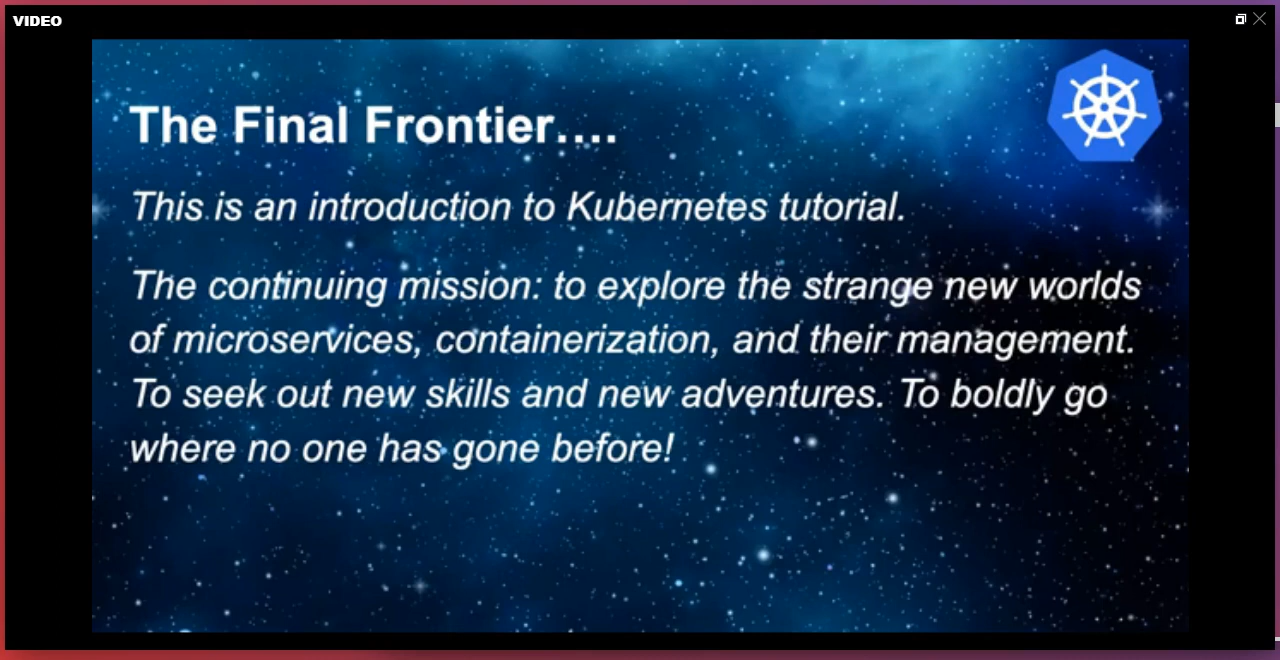 VIDEO
The Final Frontier....
This is an introduction to Kubernetes tutorial.
The continuing mission: to explore the strange new worlds
of microservices, containerization, and their management.
To seek out new skills and new adventures. To boldly go
where no one has gone before!